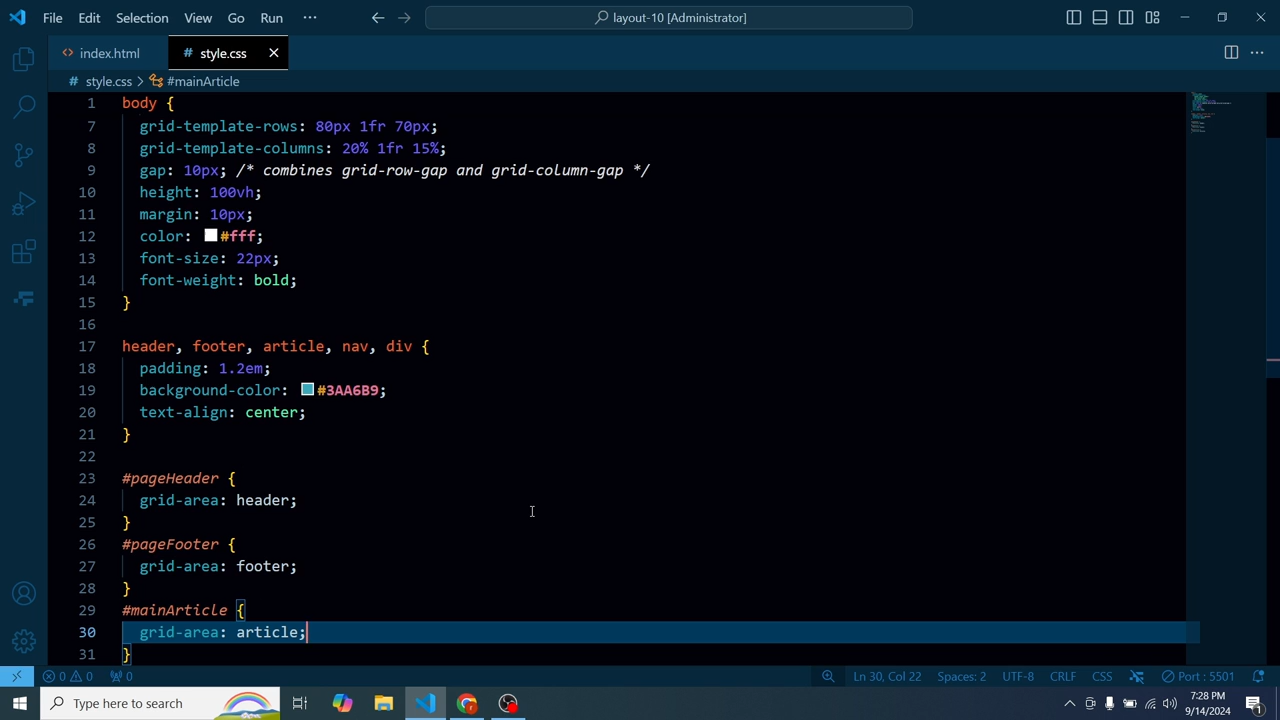 File Edit Selection View Go Run ··· layout-10 [Administrator]
index.html style.css
style.css > #mainArticle
1 body {
7 grid-template-rows: 80px 1fr 70px;
8 grid-template-columns: 20% 1fr 15%;
9 gap: 10px; /* combines grid-row-gap and grid-column-gap */
10 height: 100vh;
11 margin: 10px;
12 color: #fff;
13 font-size: 22px;
14 font-weight: bold;
15 }
16
17 header, footer, article, nav, div {
18 padding: 1.2em;
19 background-color: #3AA6B9;
20 text-align: center;
21 }
22
23 #pageHeader {
24 grid-area: header;
25 }
26 #pageFooter {
27 grid-area: footer;
28 }
29 #mainArticle {
30 grid-area: article;
31 }
0 0 0 Ln 30, Col 22 Spaces: 2 UTF-8 CRLF CSS Port : 5501
Type here to search
7:28 PM
9/14/2024